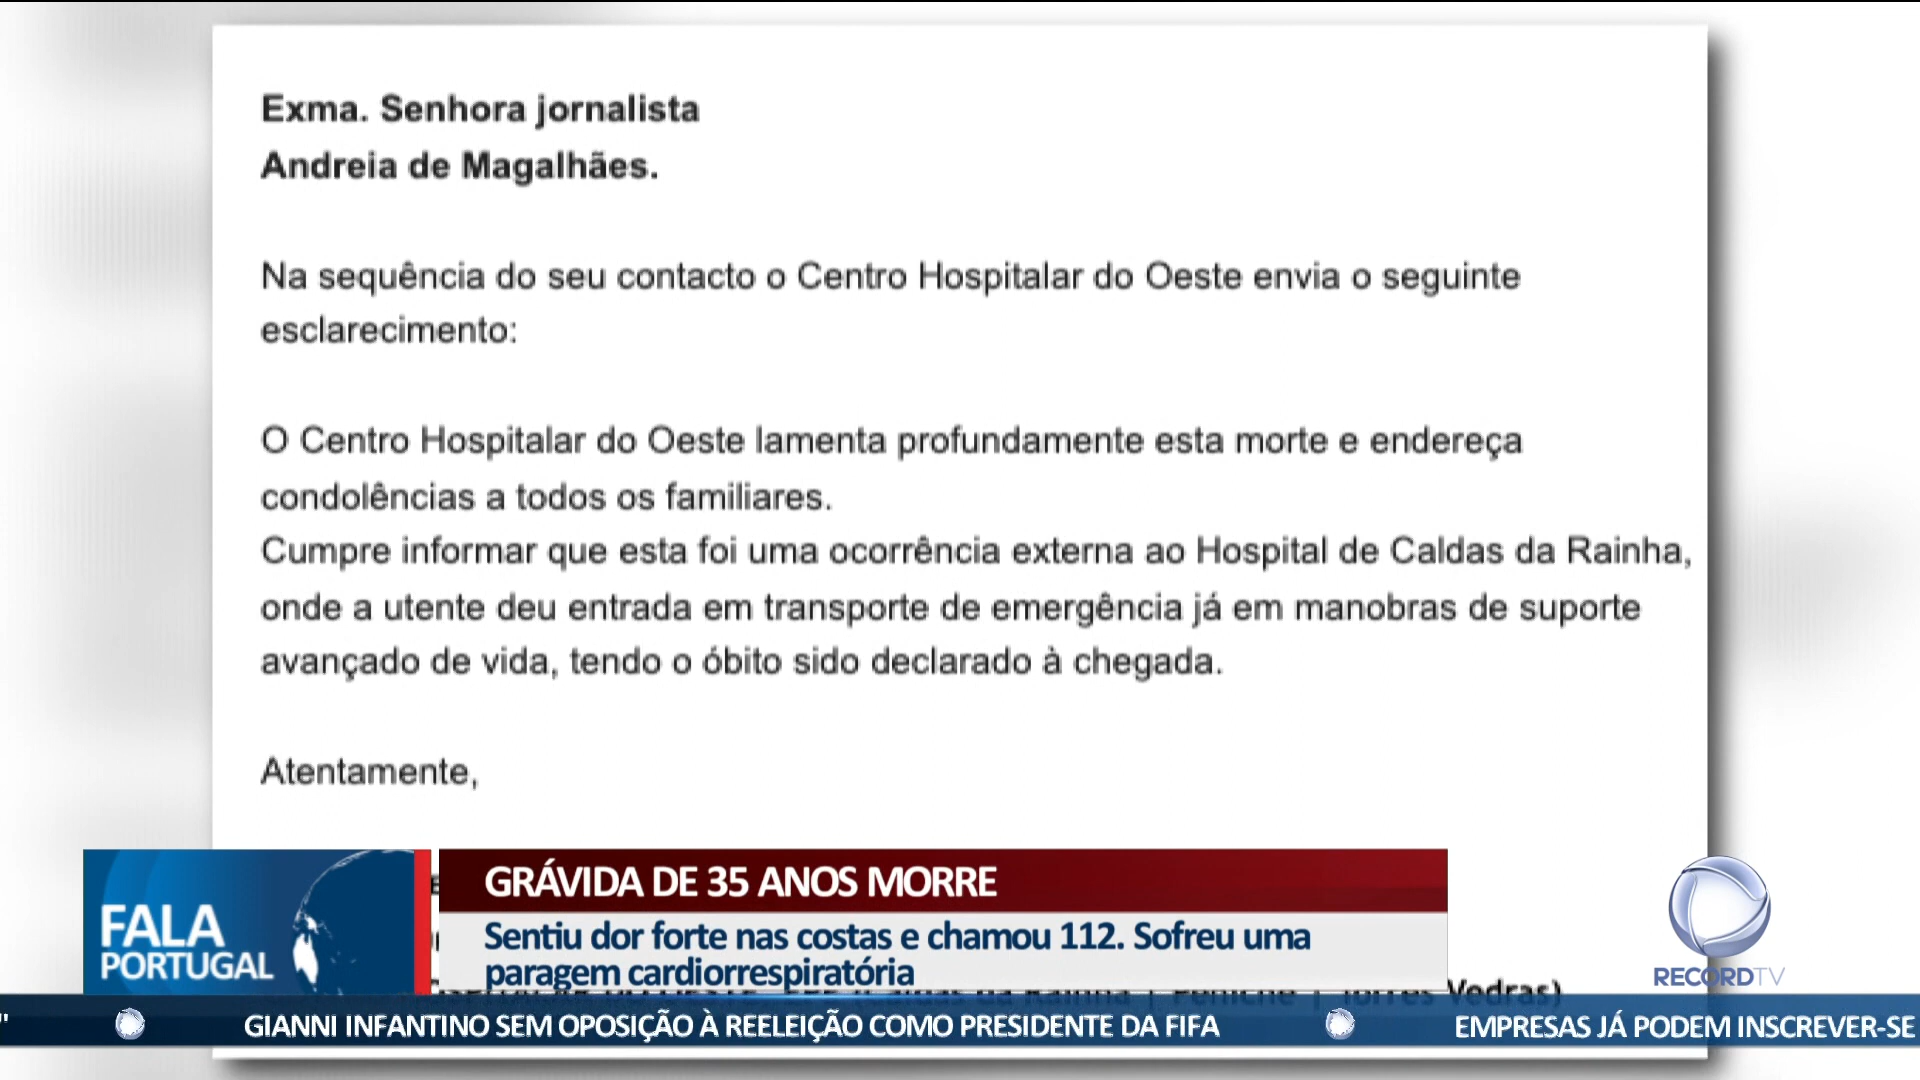 Exma. Senhora jornalista
Andreia de Magalhães.
Na sequência do seu contacto o Centro Hospitalar do Oeste envia o seguinte
esclarecimento:
O Centro Hospitalar do Oeste lamenta profundamente esta morte e endereça
condolências a todos os familiares.
Cumpre informar que esta foi uma ocorrência externa ao Hospital de Caldas da Rainha,
onde a utente deu entrada em transporte de emergência já em manobras de suporte
avançado de vida, tendo o óbito sido declarado à chegada.
Atentamente,
GRÁVIDA DE 35 ANOS MORRE
Sentiu dor forte nas costas e chamou 112. Sofreu uma
paragem cardiorrespiratória
FALA
PORTUGAL
RECORDTV
Vedras)
GIANNI INFANTINO SEM OPOSIÇÃO À REELEIÇÃO COMO PRESIDENTE DA FIFA
EMPRESAS JÁ PODEM INSCREVER-SE